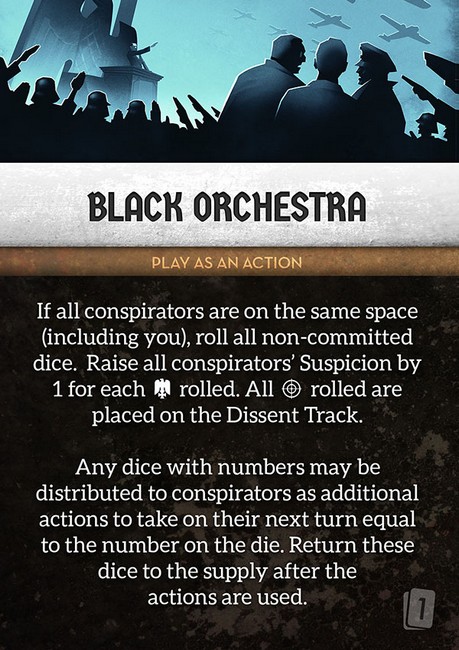 BLACK ORCHESTRA
PLAY AS AN ACTION
If all conspirators are on the same space
(including you), roll all non-committed
dice. Raise all conspirators' Suspicion by
1 for each rolled. All rolled are
placed on the Dissent Track.
Any dice with numbers may be
distributed to conspirators as additional
actions to take on their next turn equal
to the number on the die. Return these
dice to the supply after the
actions are used.
1